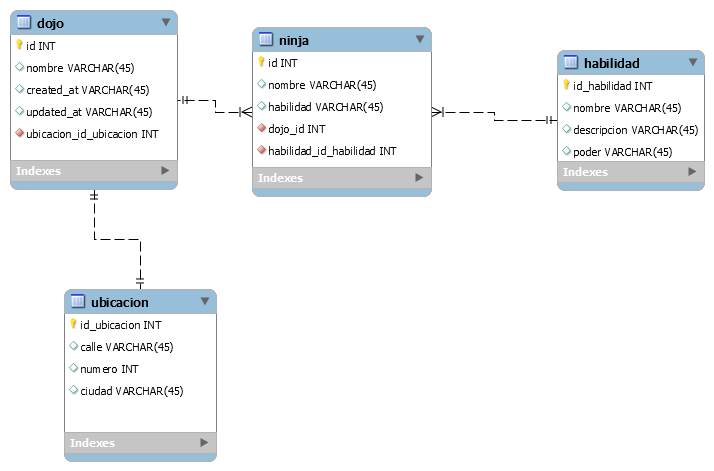 dojo
id INT
nombre VARCHAR(45)
created_at VARCHAR(45)
updated_at VARCHAR(45)
ubicacion_id_ubicacion INT
Indexes
ninja
id INT
nombre VARCHAR(45)
habilidad VARCHAR(45)
dojo_id INT
habilidad_id_habilidad INT
Indexes
habilidad
id_habilidad INT
nombre VARCHAR(45)
descripcion VARCHAR(45)
poder VARCHAR(45)
Indexes
ubicacion
id_ubicacion INT
calle VARCHAR(45)
numero INT
ciudad VARCHAR(45)
Indexes